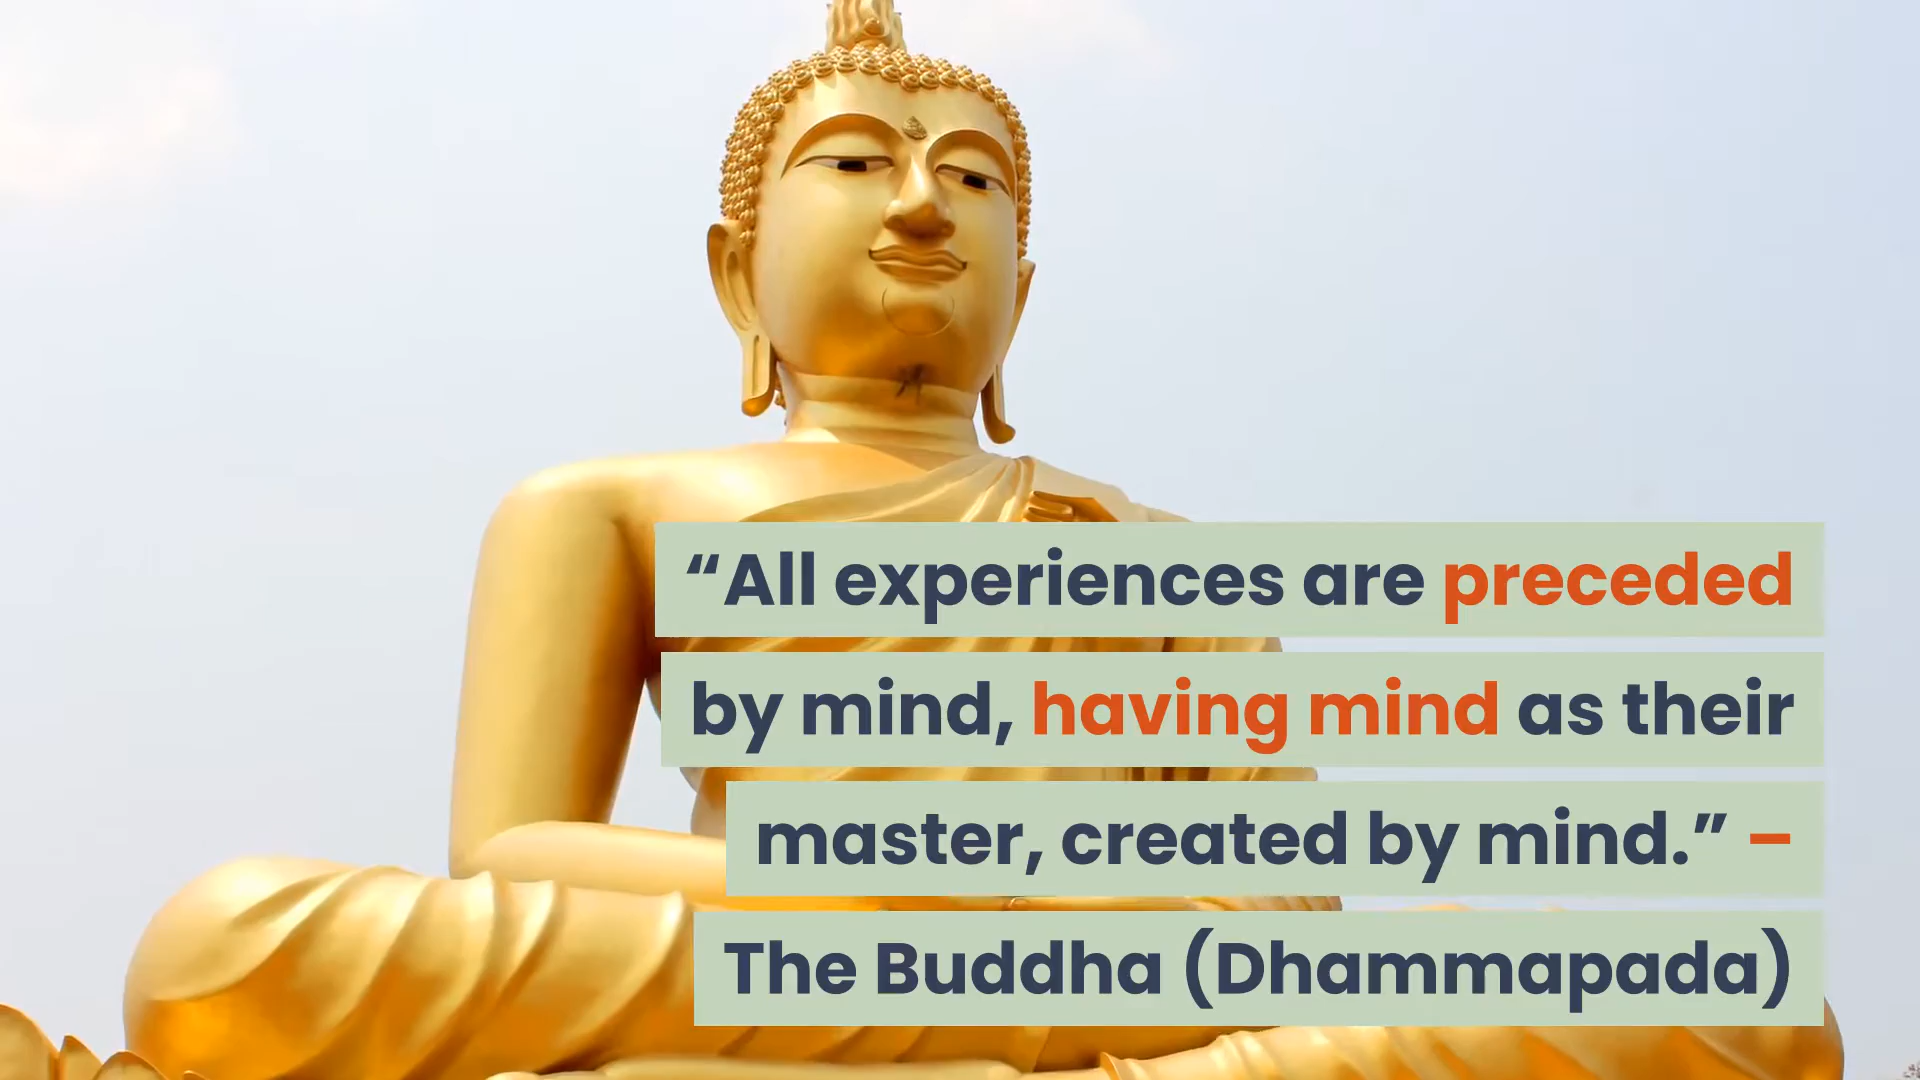 “All experiences are preceded
by mind, having mind as their
master, created by mind.” –
The Buddha (Dhammapada)